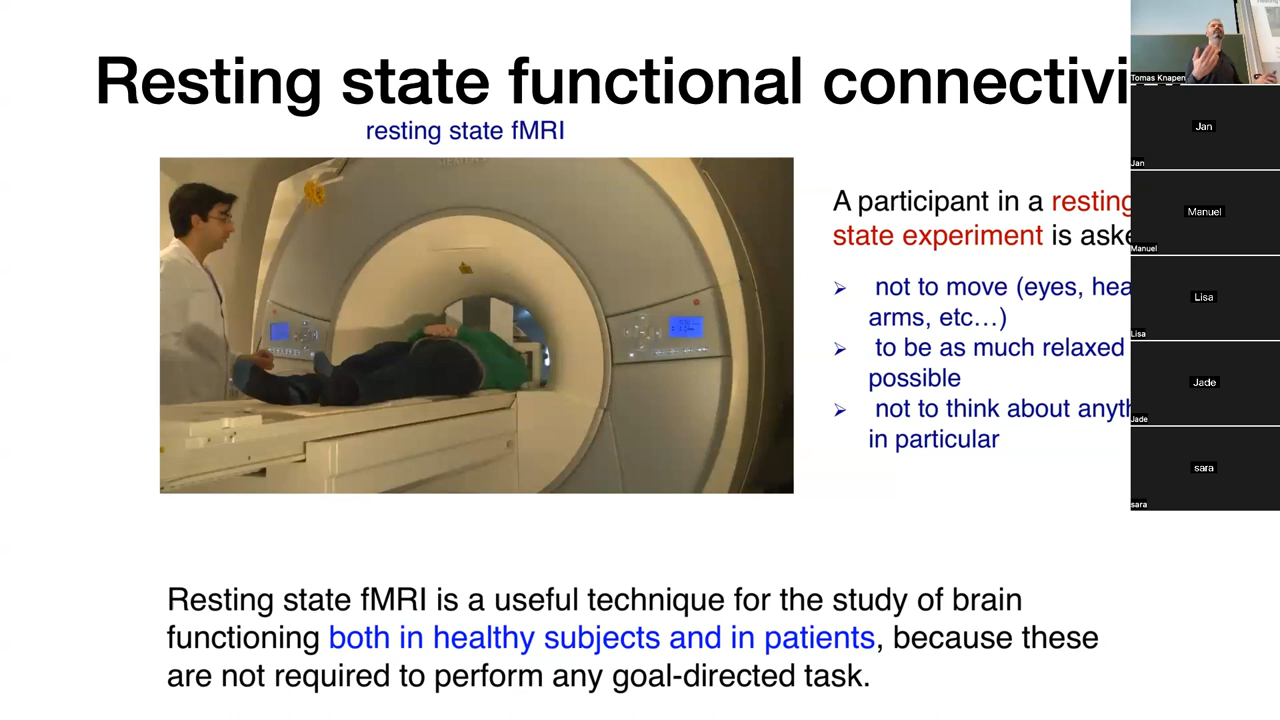 Resting state functional connectivi
resting state fMRI
A participant in a resting
state experiment is aske
➢ not to move (eyes, hea
arms, etc…)
➢ to be as much relaxed
possible
➢ not to think about anyth
in particular
Resting state fMRI is a useful technique for the study of brain
functioning both in healthy subjects and in patients, because these
are not required to perform any goal-directed task.
Tomas Knapen
Jan
Jan
Manuel
Manuel
Lisa
Lisa
Jade
Jade
sara
sara